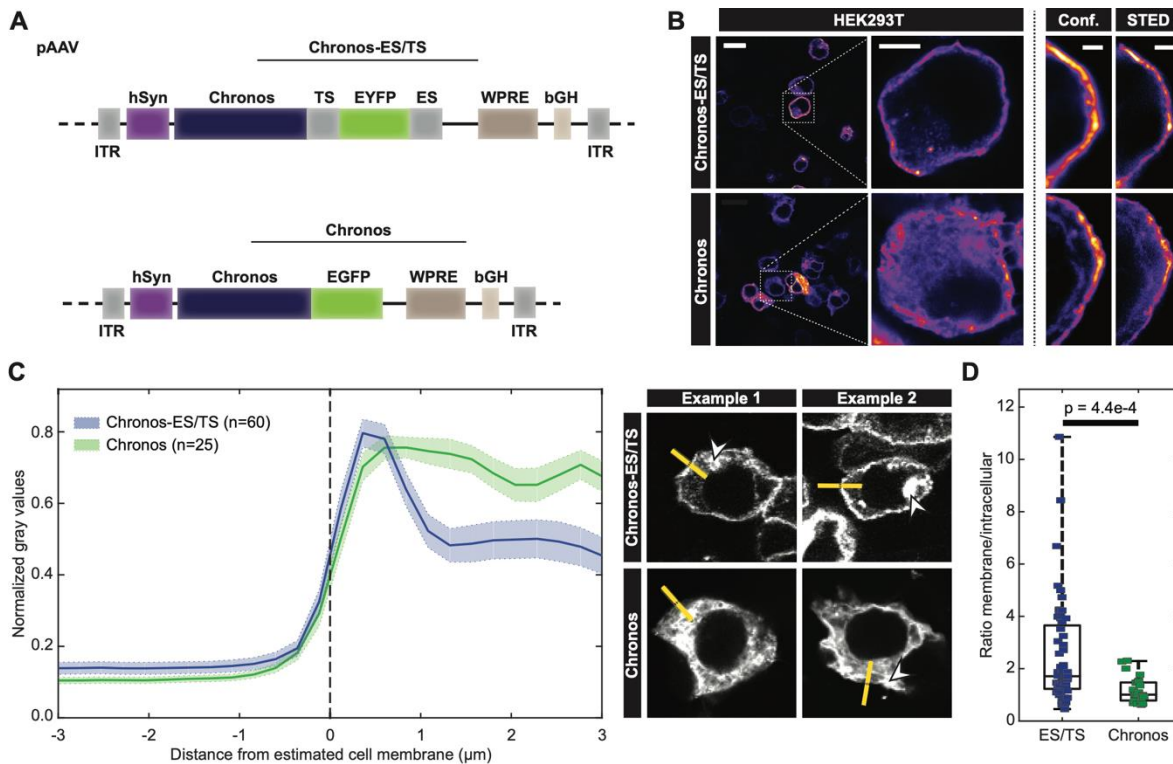 A
pAAV
Chronos-ES/TS
hSyn Chronos TS EYFP ES WPRE bGH
ITR ITR
Chronos
hSyn Chronos EGFP WPRE bGH
ITR ITR
B
HEK293T
Conf. STED
Chronos-ES/TS
Chronos
C
Normalized gray values
0.8
0.6
0.4
0.2
0.0
Chronos-ES/TS (n=60)
Chronos (n=25)
-3 -2 -1 0 1 2 3
Distance from estimated cell membrane (μm)
Example 1 Example 2
Chronos-ES/TS
Chronos
D
p = 4.4e-4
Ratio membrane/intracellular
12
10
8
6
4
2
0
ES/TS Chronos